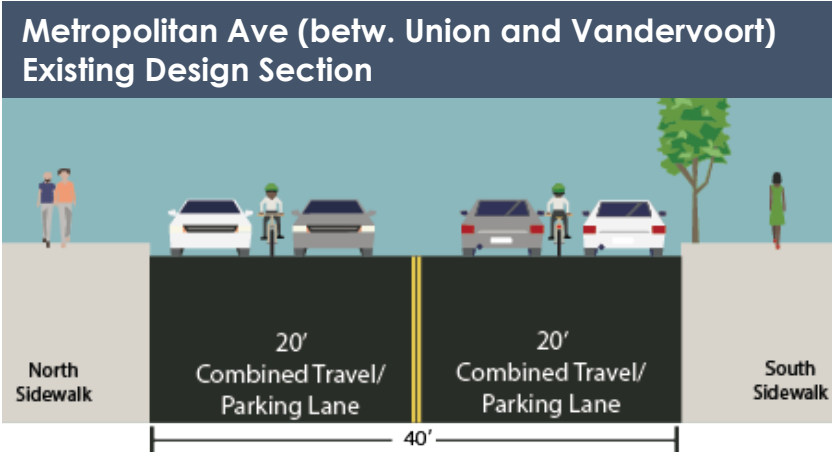 Metropolitan Ave (betw. Union and Vandervoort)
Existing Design Section
North
Sidewalk
20’
Combined Travel/
Parking Lane
20’
Combined Travel/
Parking Lane
South
Sidewalk
40’